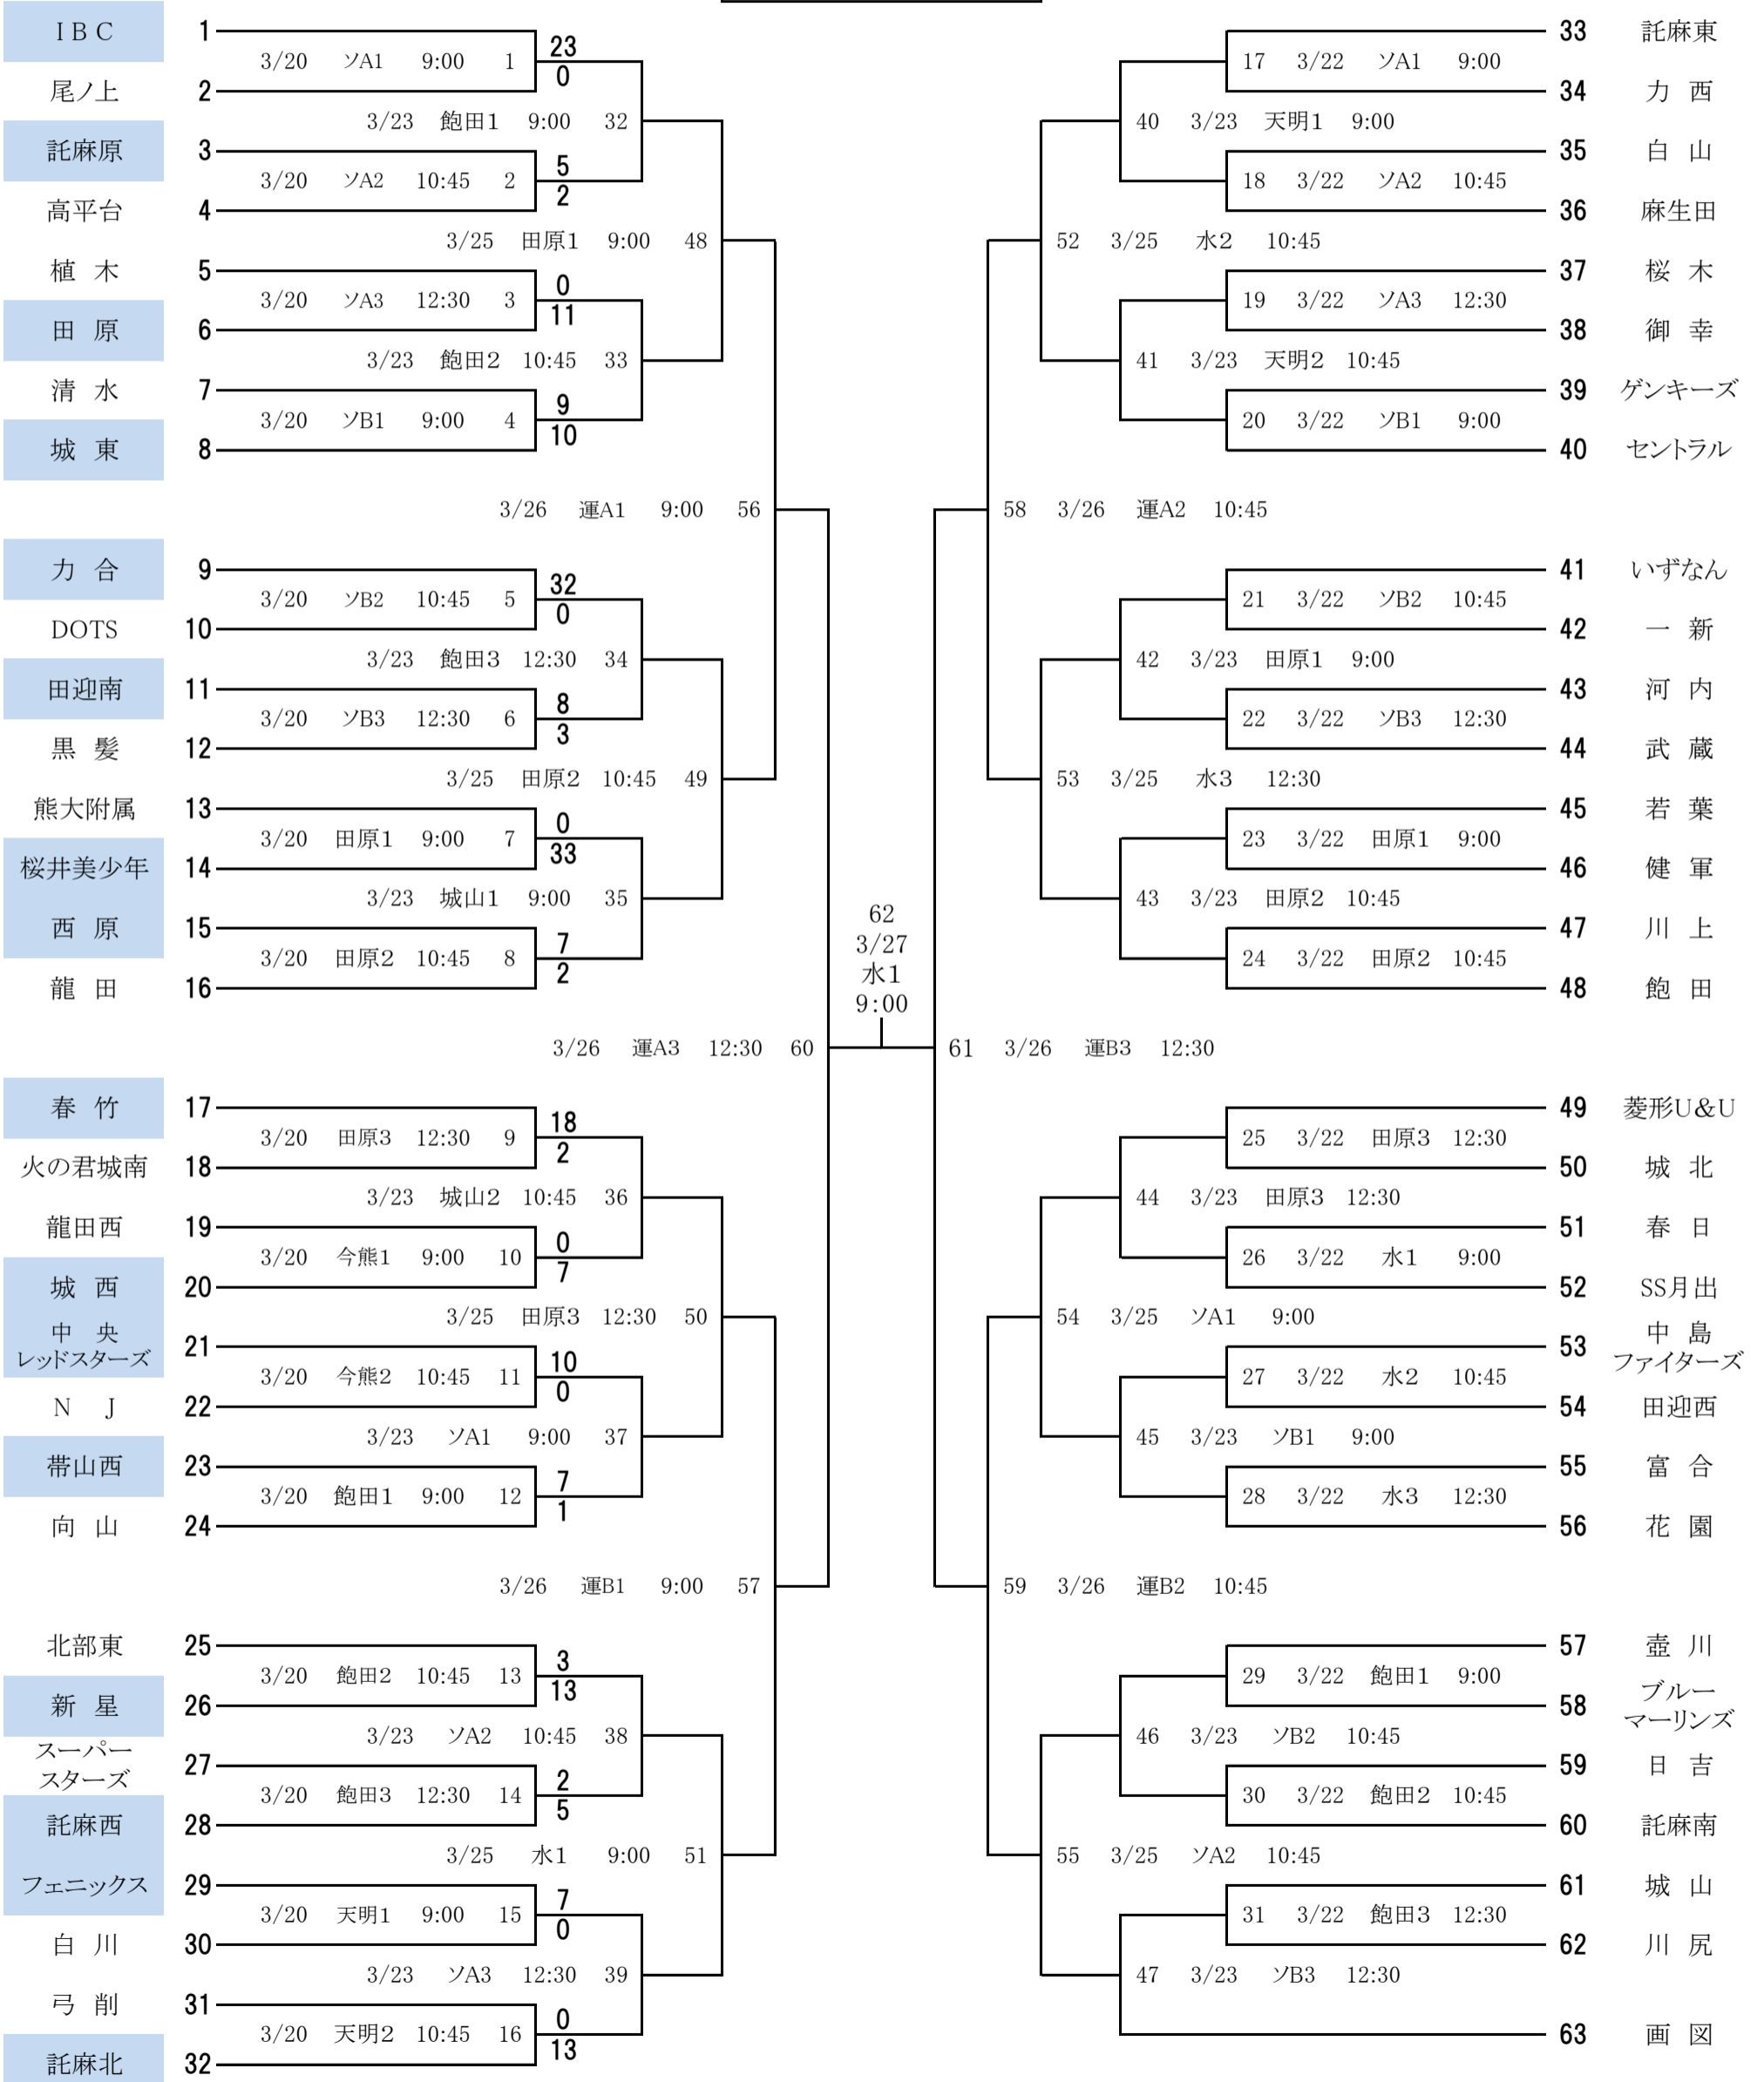 IBC 1 33 託麻東
3/20 ソA1 9:00 1 23 17 3/22 ソA1 9:00
0
尾ノ上 2 34 力 西
3/23 飽田1 9:00 32 40 3/23 天明1 9:00
託麻原 3 35 白 山
3/20 ソA2 10:45 2 5 18 3/22 ソA2 10:45
2
高平台 4 36 麻生田
3/25 田原1 9:00 48 52 3/25 水2 10:45
植 木 5 37 桜 木
3/20 ソA3 12:30 3 0 19 3/22 ソA3 12:30
11
田 原 6 38 御 幸
3/23 飽田2 10:45 33 41 3/23 天明2 10:45
清 水 7 39 ゲンキーズ
3/20 ソB1 9:00 4 9 20 3/22 ソB1 9:00
10
城 東 8 40 セントラル
3/26 運A1 9:00 56 58 3/26 運A2 10:45
力 合 9 41 いずなん
3/20 ソB2 10:45 5 32 21 3/22 ソB2 10:45
0
DOTS 10 42 一 新
3/23 飽田3 12:30 34 42 3/23 田原1 9:00
田迎南 11 43 河 内
3/20 ソB3 12:30 6 8 22 3/22 ソB3 12:30
3
黒 髪 12 44 武 蔵
3/25 田原2 10:45 49 53 3/25 水3 12:30
熊大附属 13 45 若 葉
3/20 田原1 9:00 7 0 23 3/22 田原1 9:00
33
桜井美少年 14 46 健 軍
3/23 城山1 9:00 35 43 3/23 田原2 10:45
西 原 15 47 川 上
3/20 田原2 10:45 8 7 24 3/22 田原2 10:45
2
龍 田 16 48 飽 田
62
3/27
水1
9:00
3/26 運A3 12:30 60 61 3/26 運B3 12:30
春 竹 17 49 菱形U&U
3/20 田原3 12:30 9 18 25 3/22 田原3 12:30
2
火の君城南 18 50 城 北
3/23 城山2 10:45 36 44 3/23 田原3 12:30
龍田西 19 51 春 日
3/20 今熊1 9:00 10 0 26 3/22 水1 9:00
7
城 西 20 52 SS月出
3/25 田原3 12:30 50 54 3/25 ソA1 9:00
中 央
レッドスターズ 21 53 中 島
ファイターズ
3/20 今熊2 10:45 11 10 27 3/22 水2 10:45
0
N J 22 54 田迎西
3/23 ソA1 9:00 37 45 3/23 ソB1 9:00
帯山西 23 55 富 合
3/20 飽田1 9:00 12 7 28 3/22 水3 12:30
1
向 山 24 56 花 園
3/26 運B1 9:00 57 59 3/26 運B2 10:45
北部東 25 57 壺 川
3/20 飽田2 10:45 13 3 29 3/22 飽田1 9:00
13
新 星 26 58 ブルー
マーリンズ
3/23 ソA2 10:45 38 46 3/23 ソB2 10:45
スーパー
スターズ 27 59 日 吉
3/20 飽田3 12:30 14 2 30 3/22 飽田2 10:45
5
託麻西 28 60 託麻南
3/25 水1 9:00 51 55 3/25 ソA2 10:45
フェニックス 29 61 城 山
3/20 天明1 9:00 15 7 31 3/22 飽田3 12:30
0
白 川 30 62 川 尻
3/23 ソA3 12:30 39 47 3/23 ソB3 12:30
弓 削 31
3/20 天明2 10:45 16 0 63 画 図
13
託麻北 32